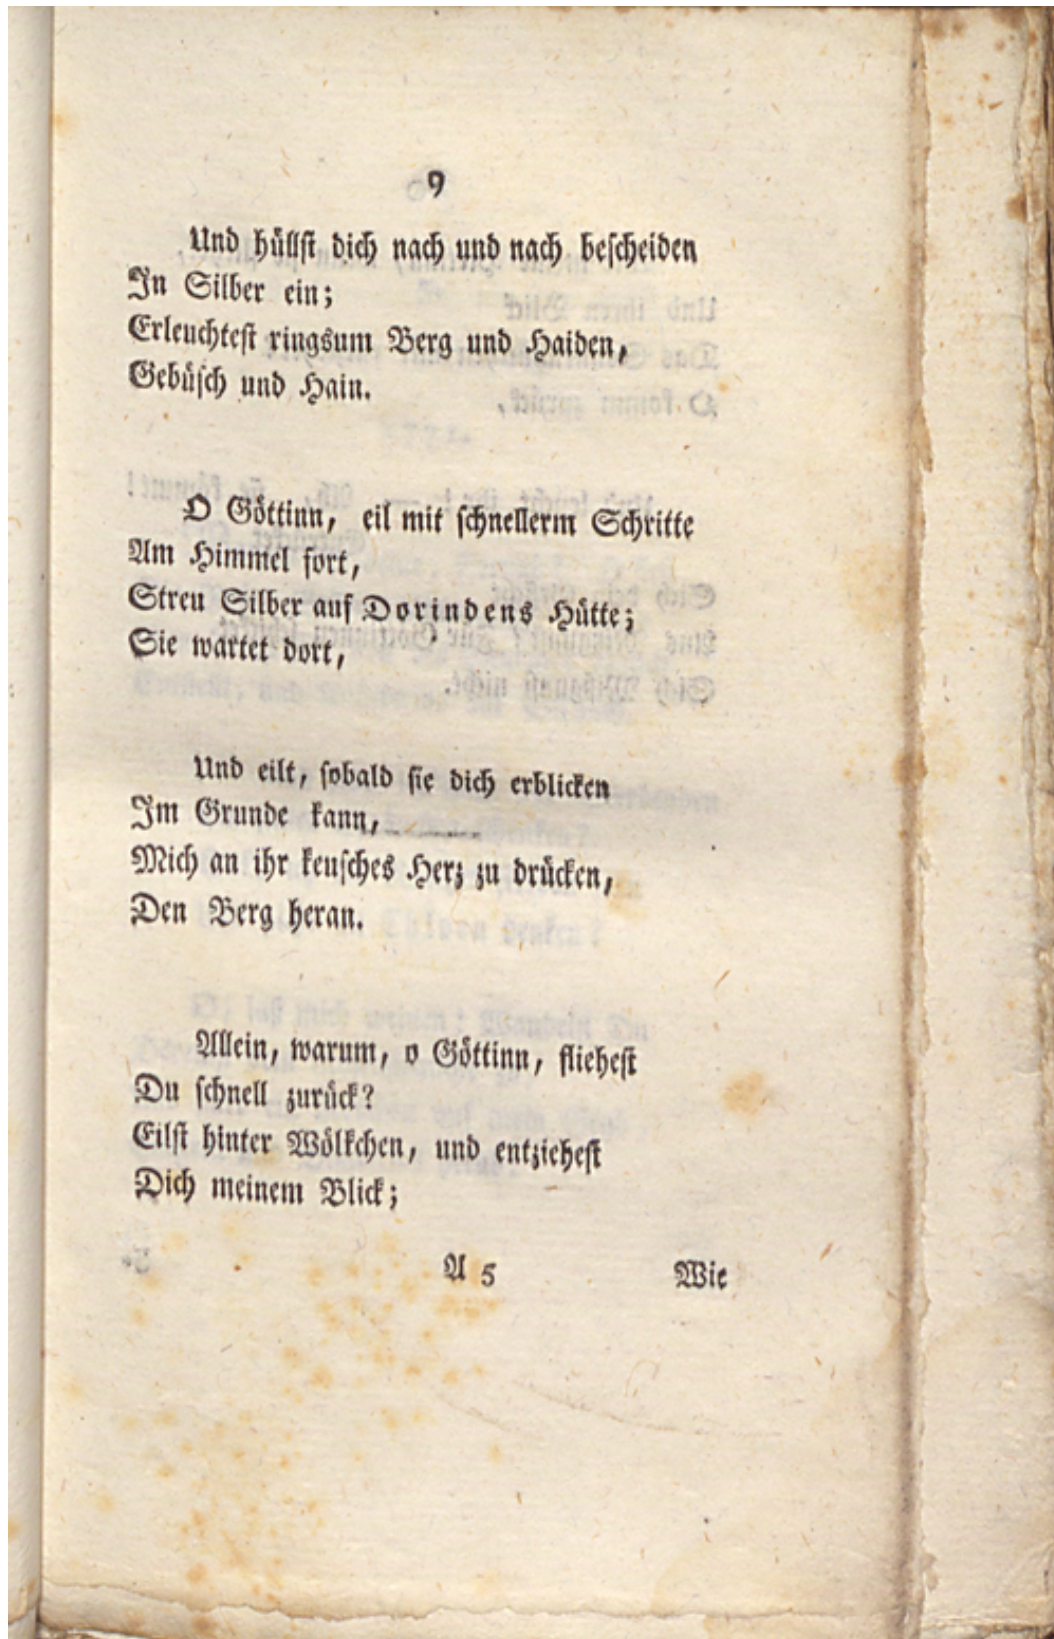 9
Und hüllst dich nach und nach bescheiden
In Silber ein;
Erleuchtest ringsum Berg und Haiden,
Gebüsch und Hain.
O Göttinn, eil mit schnellerm Schritte
Am Himmel fort,
Streu Silber auf Dorindens Hütte;
Sie wartet dort,
Und eilt, sobald sie dich erblicken
Im Grunde kann,
Mich an ihr keusches Herz zu drücken,
Den Berg heran.
Allein, warum, o Göttinn, fliehest
Du schnell zurück?
Eilst hinter Wölkchen, und entziehest
Dich meinem Blick;
A 5 Wie